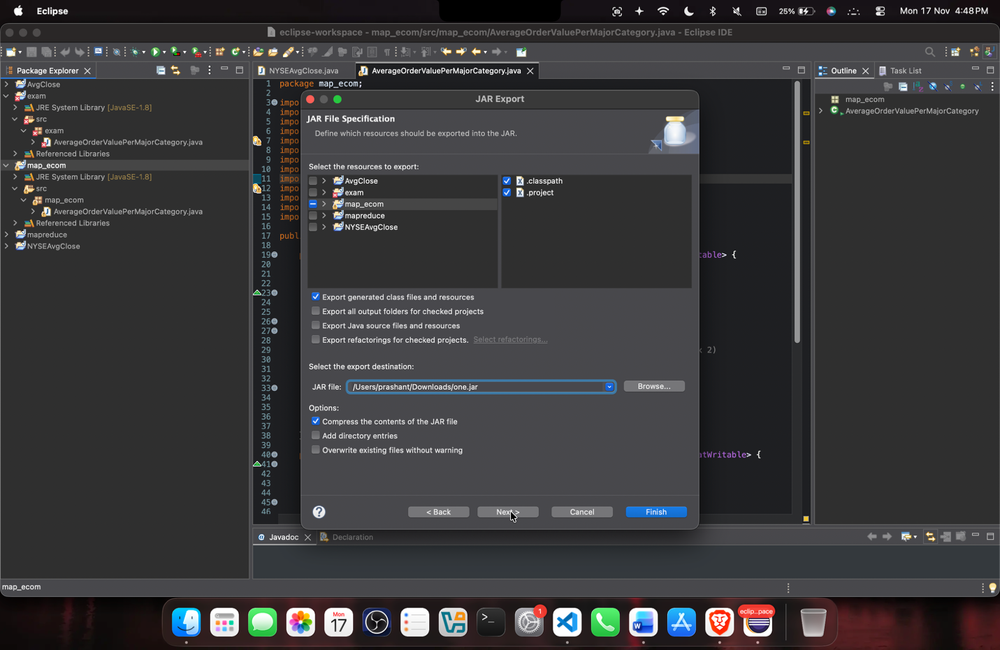 Eclipse
25%
Mon 17 Nov 4:48 PM
eclipse-workspace - map_ecom/src/map_ecom/AverageOrderValuePerMajorCategory.java - Eclipse IDE
Package Explorer
AvgClose
exam
JRE System Library [JavaSE-1.8]
src
exam
AverageOrderValuePerMajorCategory.java
Referenced Libraries
map_ecom
JRE System Library [JavaSE-1.8]
src
map_ecom
AverageOrderValuePerMajorCategory.java
Referenced Libraries
mapreduce
NYSEAvgClose
NYSEAvgClose.java
AverageOrderValuePerMajorCategory.java
1 package map_ecom;
2
3 impo
4 impo
5 impo
6 impo
7 impo
8 impo
9 impo
10 impo
11 impo
12 impo
13 impo
14 impo
15 impo
16
17 publ
18
19 table> {
20
21
22
23
24
25
26
27
28
29 x 2)
30
31
32
33
34
35
36
37
38
39
40 atWritable> {
41
42
43
44
45
46
JAR Export
JAR File Specification
Define which resources should be exported into the JAR.
Select the resources to export:
AvgClose
exam
map_ecom
mapreduce
NYSEAvgClose
.classpath
.project
Export generated class files and resources
Export all output folders for checked projects
Export Java source files and resources
Export refactorings for checked projects. Select refactorings...
Select the export destination:
JAR file: /Users/prashant/Downloads/one.jar Browse...
Options:
Compress the contents of the JAR file
Add directory entries
Overwrite existing files without warning
< Back
Next >
Cancel
Finish
Outline
Task List
map_ecom
AverageOrderValuePerMajorCategory
Javadoc
Declaration
map_ecom
Mon
17
1
eclip...pace